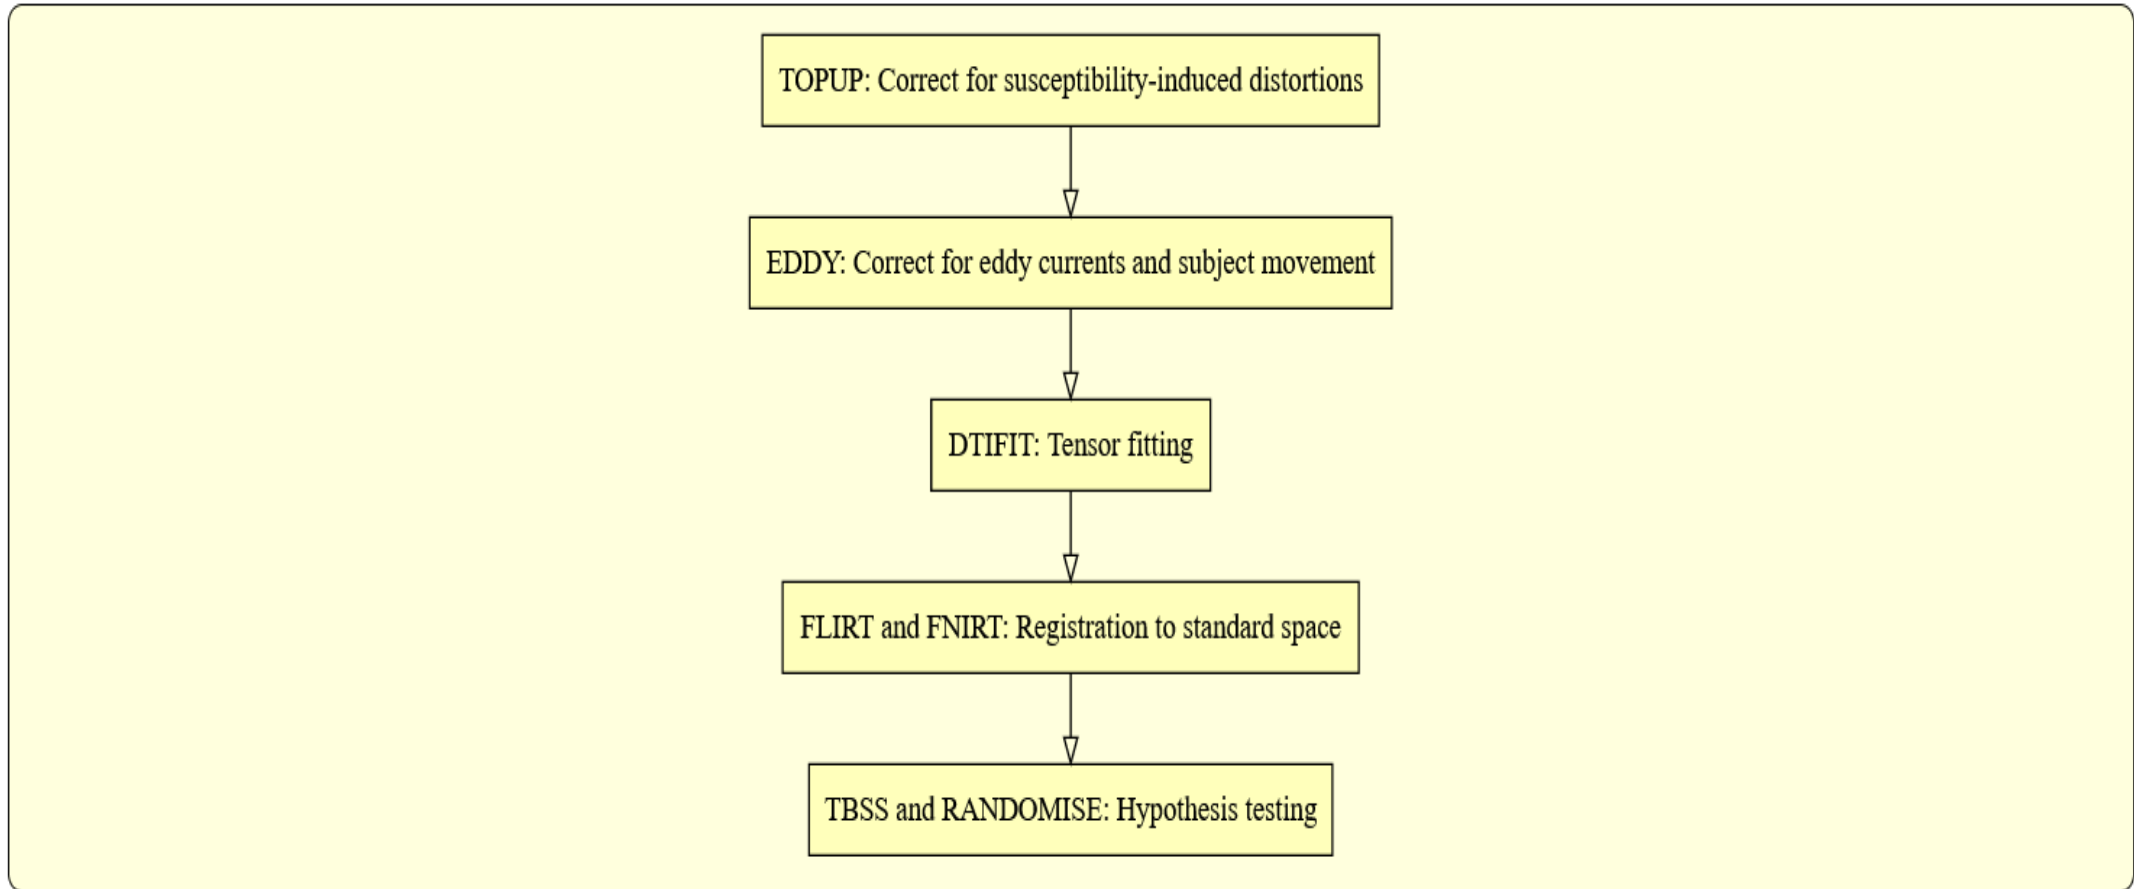 TOPUP: Correct for susceptibility-induced distortions
EDDY: Correct for eddy currents and subject movement
DTIFIT: Tensor fitting
FLIRT and FNIRT: Registration to standard space
TBSS and RANDOMISE: Hypothesis testing